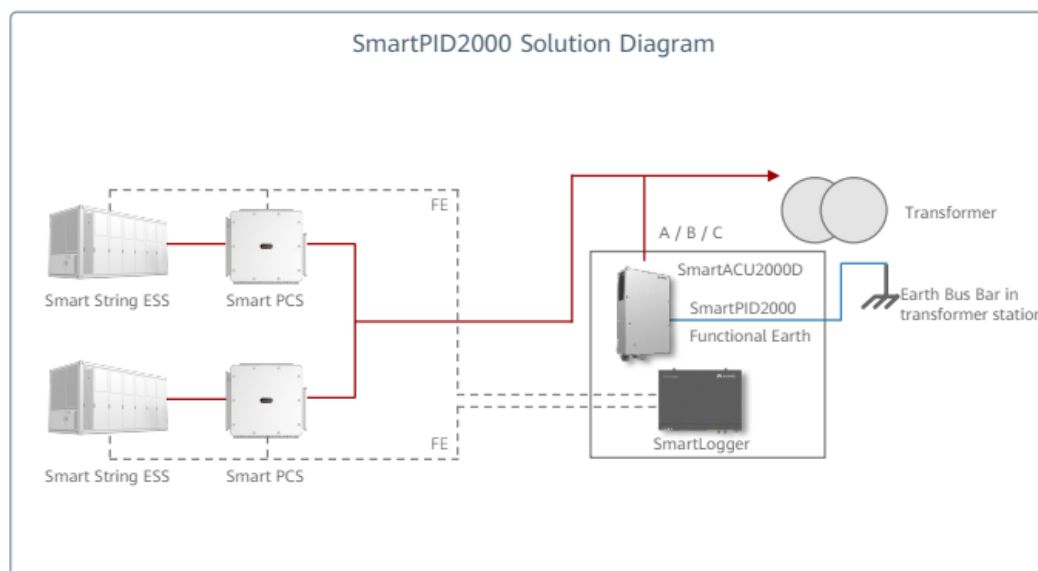 SmartPID2000 Solution Diagram
FE
Transformer
A / B / C
SmartACU2000D
Smart String ESS
Smart PCS
SmartPID2000
Functional Earth
Earth Bus Bar in
transformer station
SmartLogger
FE
Smart String ESS
Smart PCS